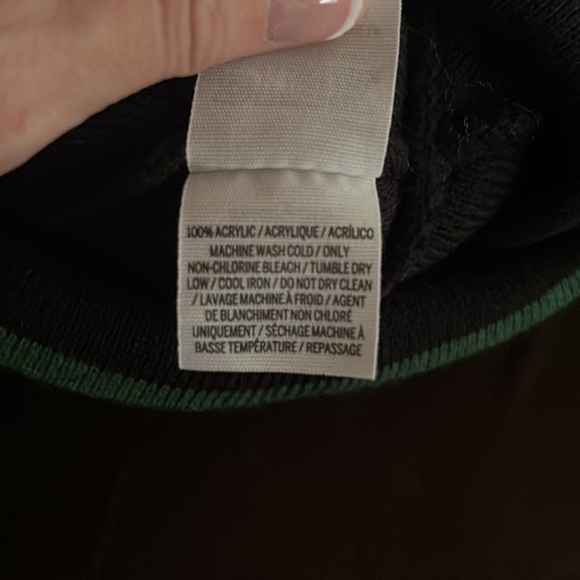 100% ACRYLIC / ACRYLIQUE / ACRÍLICO
MACHINE WASH COLD / ONLY
NON-CHLORINE BLEACH / TUMBLE DRY
LOW / COOL IRON / DO NOT DRY CLEAN
/ LAVAGE MACHINE À FROID / AGENT
DE BLANCHIMENT NON CHLORÉ
UNIQUEMENT / SÉCHAGE MACHINE À
BASSE TEMPÉRATURE / REPASSAGE